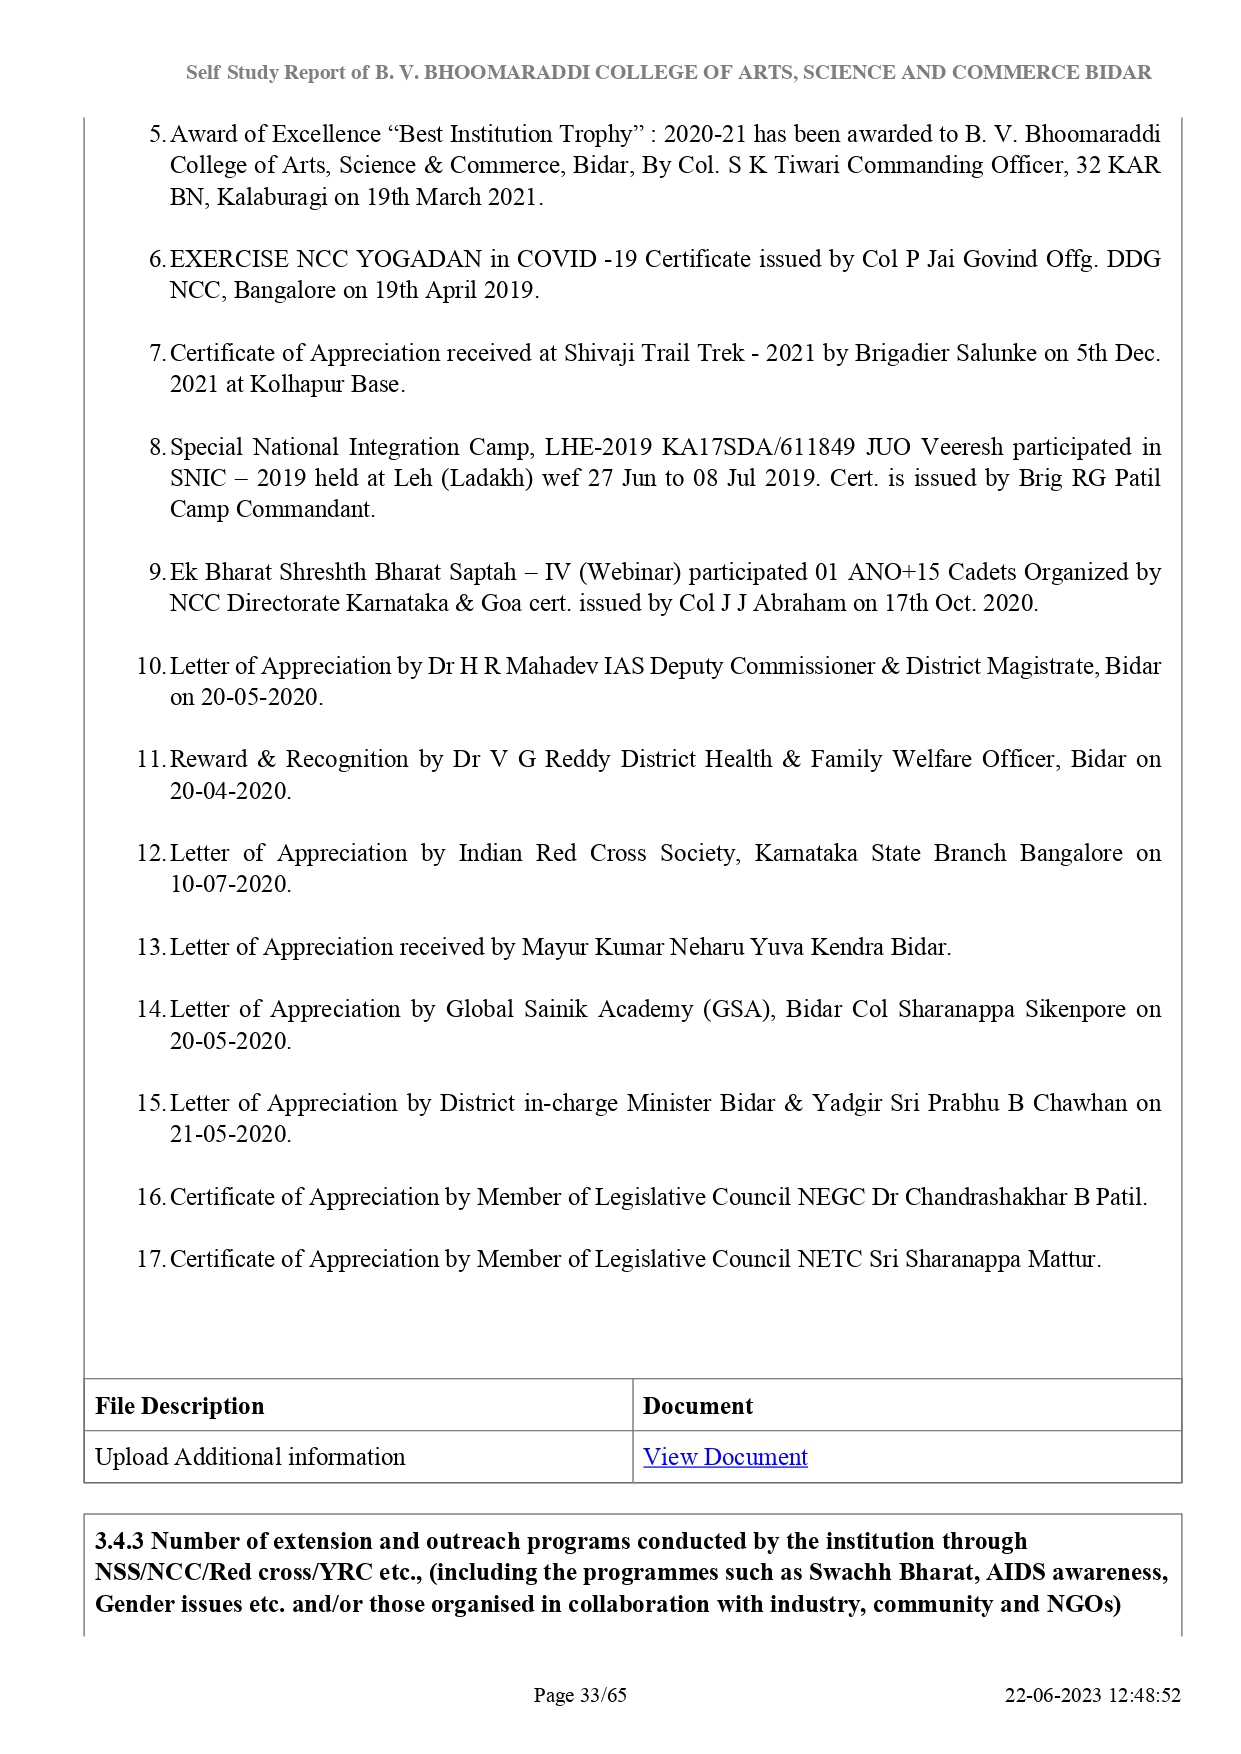 Self Study Report of B. V. BHOOMARADDI COLLEGE OF ARTS, SCIENCE AND COMMERCE BIDAR
5. Award of Excellence “Best Institution Trophy” : 2020-21 has been awarded to B. V. Bhoomaraddi
College of Arts, Science & Commerce, Bidar, By Col. S K Tiwari Commanding Officer, 32 KAR
BN, Kalaburagi on 19th March 2021.
6. EXERCISE NCC YOGADAN in COVID -19 Certificate issued by Col P Jai Govind Offg. DDG
NCC, Bangalore on 19th April 2019.
7. Certificate of Appreciation received at Shivaji Trail Trek - 2021 by Brigadier Salunke on 5th Dec.
2021 at Kolhapur Base.
8. Special National Integration Camp, LHE-2019 KA17SDA/611849 JUO Veeresh participated in
SNIC – 2019 held at Leh (Ladakh) wef 27 Jun to 08 Jul 2019. Cert. is issued by Brig RG Patil
Camp Commandant.
9. Ek Bharat Shreshth Bharat Saptah – IV (Webinar) participated 01 ANO+15 Cadets Organized by
NCC Directorate Karnataka & Goa cert. issued by Col J J Abraham on 17th Oct. 2020.
10. Letter of Appreciation by Dr H R Mahadev IAS Deputy Commissioner & District Magistrate, Bidar
on 20-05-2020.
11. Reward & Recognition by Dr V G Reddy District Health & Family Welfare Officer, Bidar on
20-04-2020.
12. Letter of Appreciation by Indian Red Cross Society, Karnataka State Branch Bangalore on
10-07-2020.
13. Letter of Appreciation received by Mayur Kumar Neharu Yuva Kendra Bidar.
14. Letter of Appreciation by Global Sainik Academy (GSA), Bidar Col Sharanappa Sikenpore on
20-05-2020.
15. Letter of Appreciation by District in-charge Minister Bidar & Yadgir Sri Prabhu B Chawhan on
21-05-2020.
16. Certificate of Appreciation by Member of Legislative Council NEGC Dr Chandrashakhar B Patil.
17. Certificate of Appreciation by Member of Legislative Council NETC Sri Sharanappa Mattur.
File Description Document
Upload Additional information View Document
3.4.3 Number of extension and outreach programs conducted by the institution through
NSS/NCC/Red cross/YRC etc., (including the programmes such as Swachh Bharat, AIDS awareness,
Gender issues etc. and/or those organised in collaboration with industry, community and NGOs)
Page 33/65 22-06-2023 12:48:52